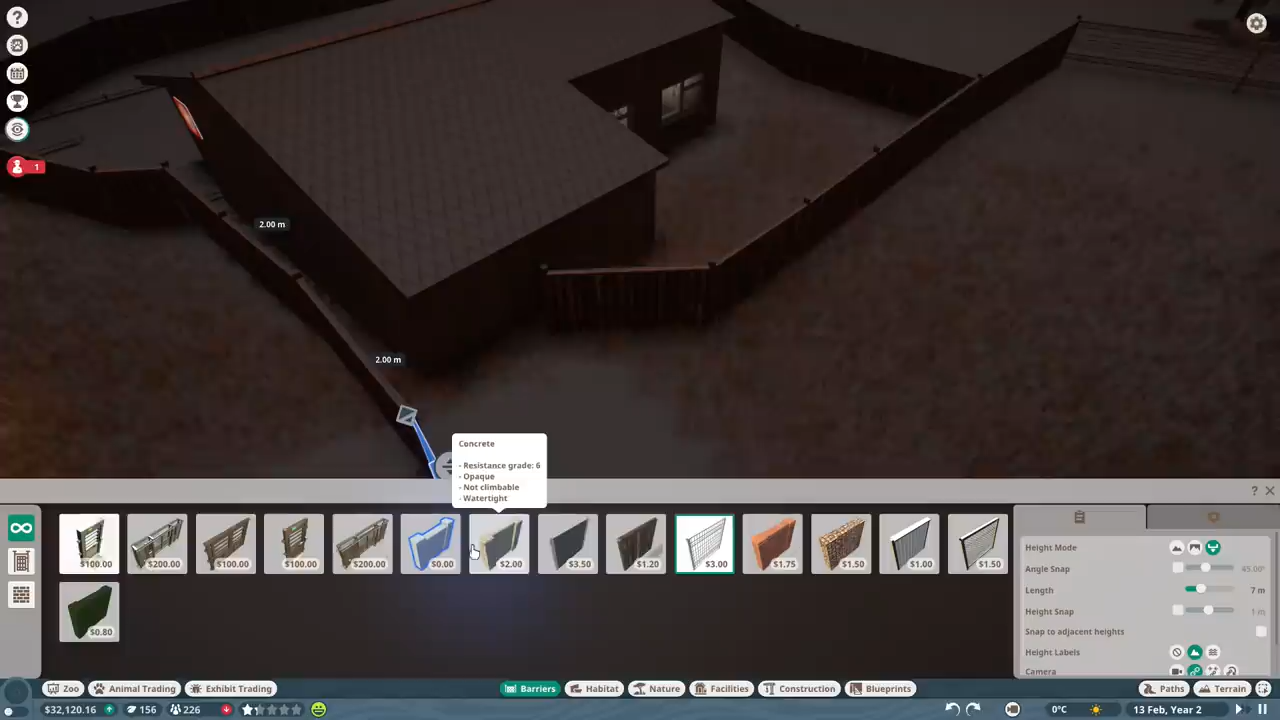 ?
1
2.00 m
2.00 m
Concrete
- Resistance grade: 6
- Opaque
- Not climbable
- Watertight
?
$100.00
$200.00
$100.00
$100.00
$200.00
$0.00
$2.00
$3.50
$1.20
$3.00
$1.75
$1.50
$1.00
$1.50
$0.80
Height Mode
Angle Snap 45.00°
Length 7 m
Height Snap 1 m
Snap to adjacent heights
Height Labels
Camera
Zoo Animal Trading Exhibit Trading Barriers Habitat Nature Facilities Construction Blueprints Paths Terrain
$32,120.16 156 226 0°C 13 Feb, Year 2